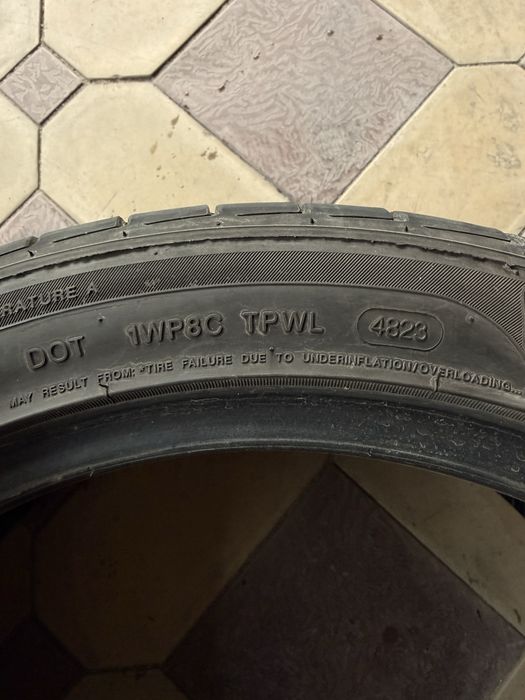 RATURE A
DOT 1WP8C TPWL 4823
MAY RESULT FROM: *TIRE FAILURE DUE TO UNDERINFLATION/OVERLOADING...